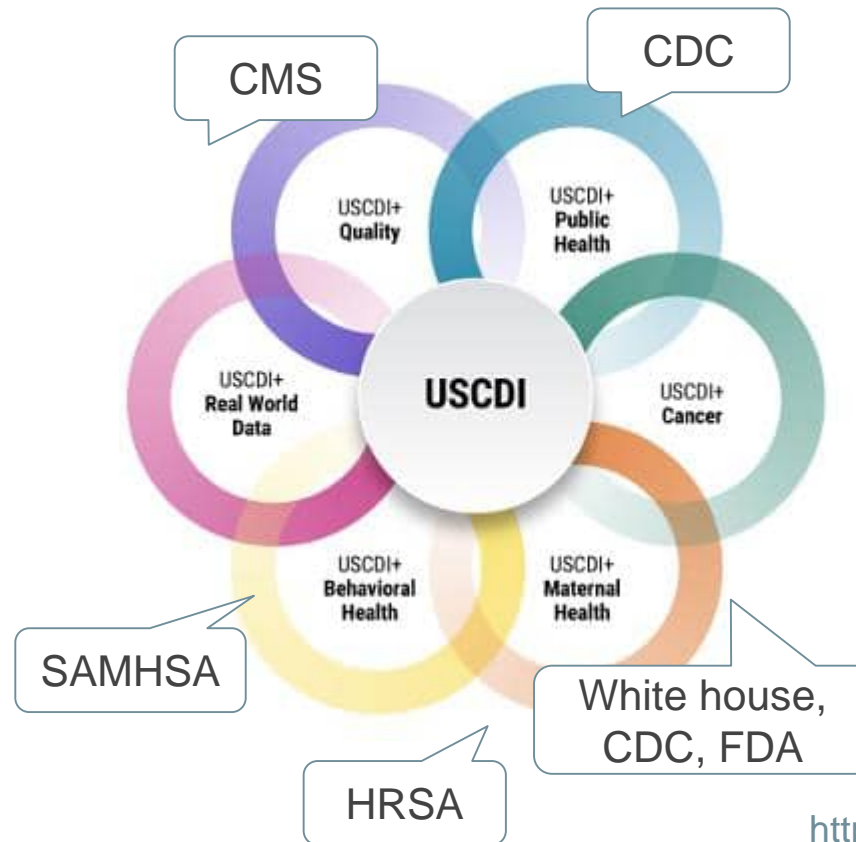 CMS
CDC
USCDI+
Quality
USCDI+
Public
Health
USCDI+
Real World
Data
USCDI
USCDI+
Cancer
USCDI+
Behavioral
Health
USCDI+
Maternal
Health
SAMHSA
White house,
CDC, FDA
HRSA
htt